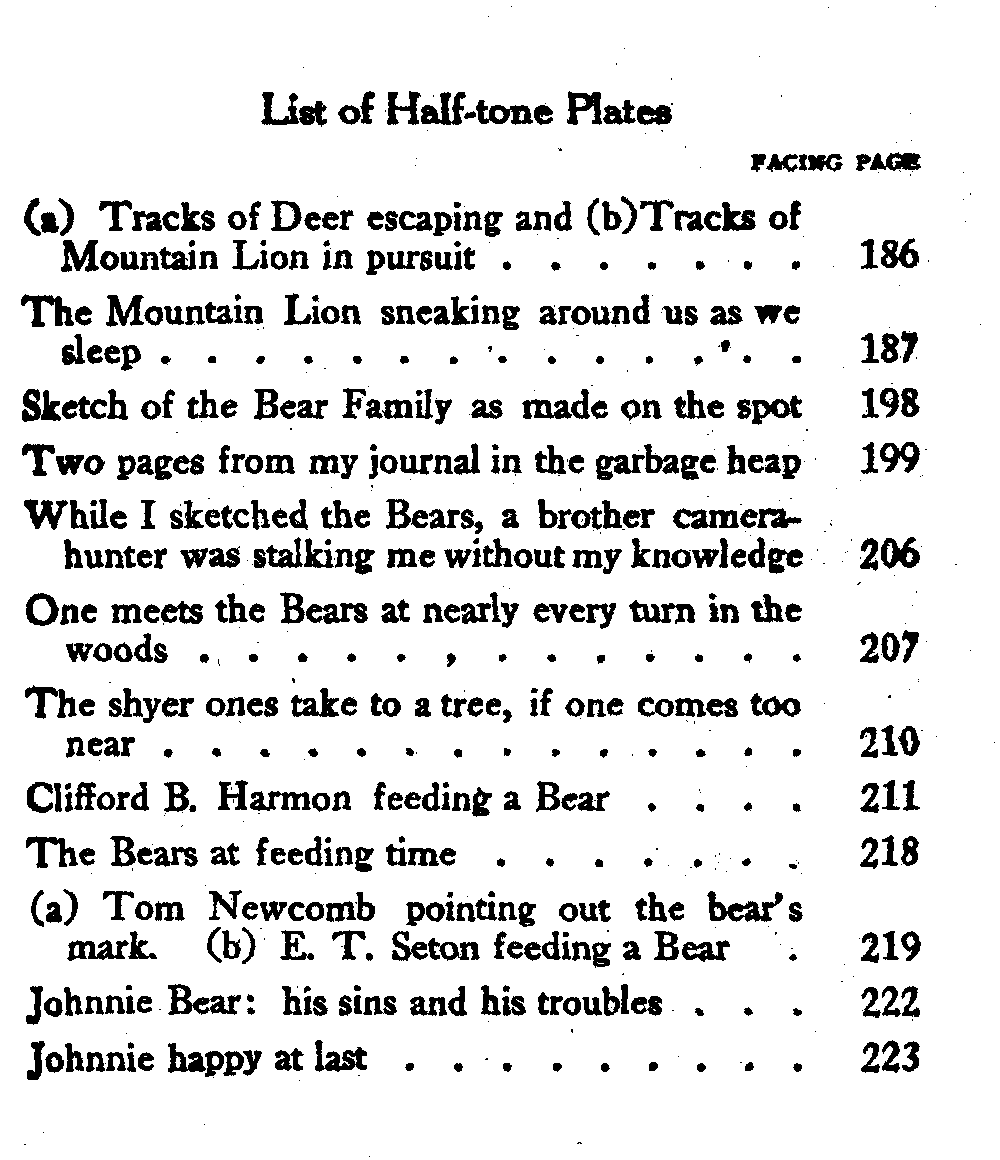 List of Half-tone Plates
FACING PAGE
(a) Tracks of Deer escaping and (b) Tracks of
Mountain Lion in pursuit . . . . . . . 186
The Mountain Lion sneaking around us as we
sleep . . . . . . . . . . . . . . 187
Sketch of the Bear Family as made on the spot 198
Two pages from my journal in the garbage heap 199
While I sketched the Bears, a brother camera-
hunter was stalking me without my knowledge 206
One meets the Bears at nearly every turn in the
woods . . . . . . . . . . . . . 207
The shyer ones take to a tree, if one comes too
near . . . . . . . . . . . . . . 210
Clifford B. Harmon feeding a Bear . . . . 211
The Bears at feeding time . . . . . . . 218
(a) Tom Newcomb pointing out the bear's
mark. (b) E. T. Seton feeding a Bear . 219
Johnnie Bear: his sins and his troubles . . . 222
Johnnie happy at last . . . . . . . . . 223